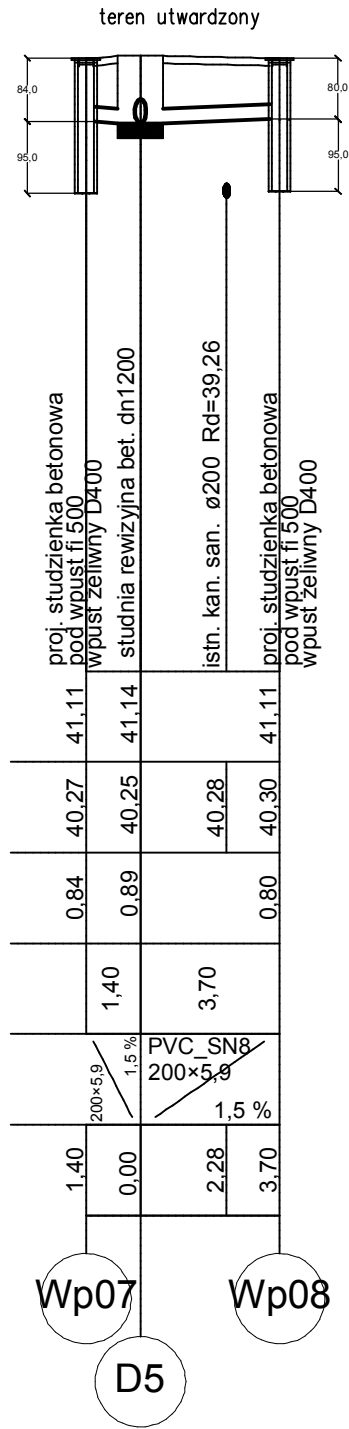 teren utwardzony
84,0
95,0
80,0
95,0
proj. studzienka betonowa
pod wpust fi 500
wpust żeliwny D400
studnia rewizyjna bet. dn1200
istn. kan. san. ø200 Rd=39,26
proj. studzienka betonowa
pod wpust fi 500
wpust żeliwny D400
41,11
41,14
41,11
40,27
40,25
40,28
40,30
0,84
0,89
0,80
1,40
3,70
200×5,9
1,5 %
PVC_SN8
200×5,9
1,5 %
1,40
0,00
2,28
3,70
Wp07
Wp08
D5